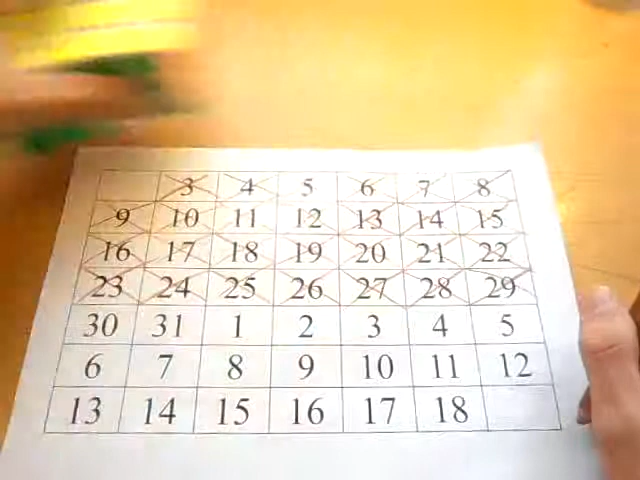 3 4 5 6 7 8
9 10 11 12 13 14 15
16 17 18 19 20 21 22
23 24 25 26 27 28 29
30 31 1 2 3 4 5
6 7 8 9 10 11 12
13 14 15 16 17 18